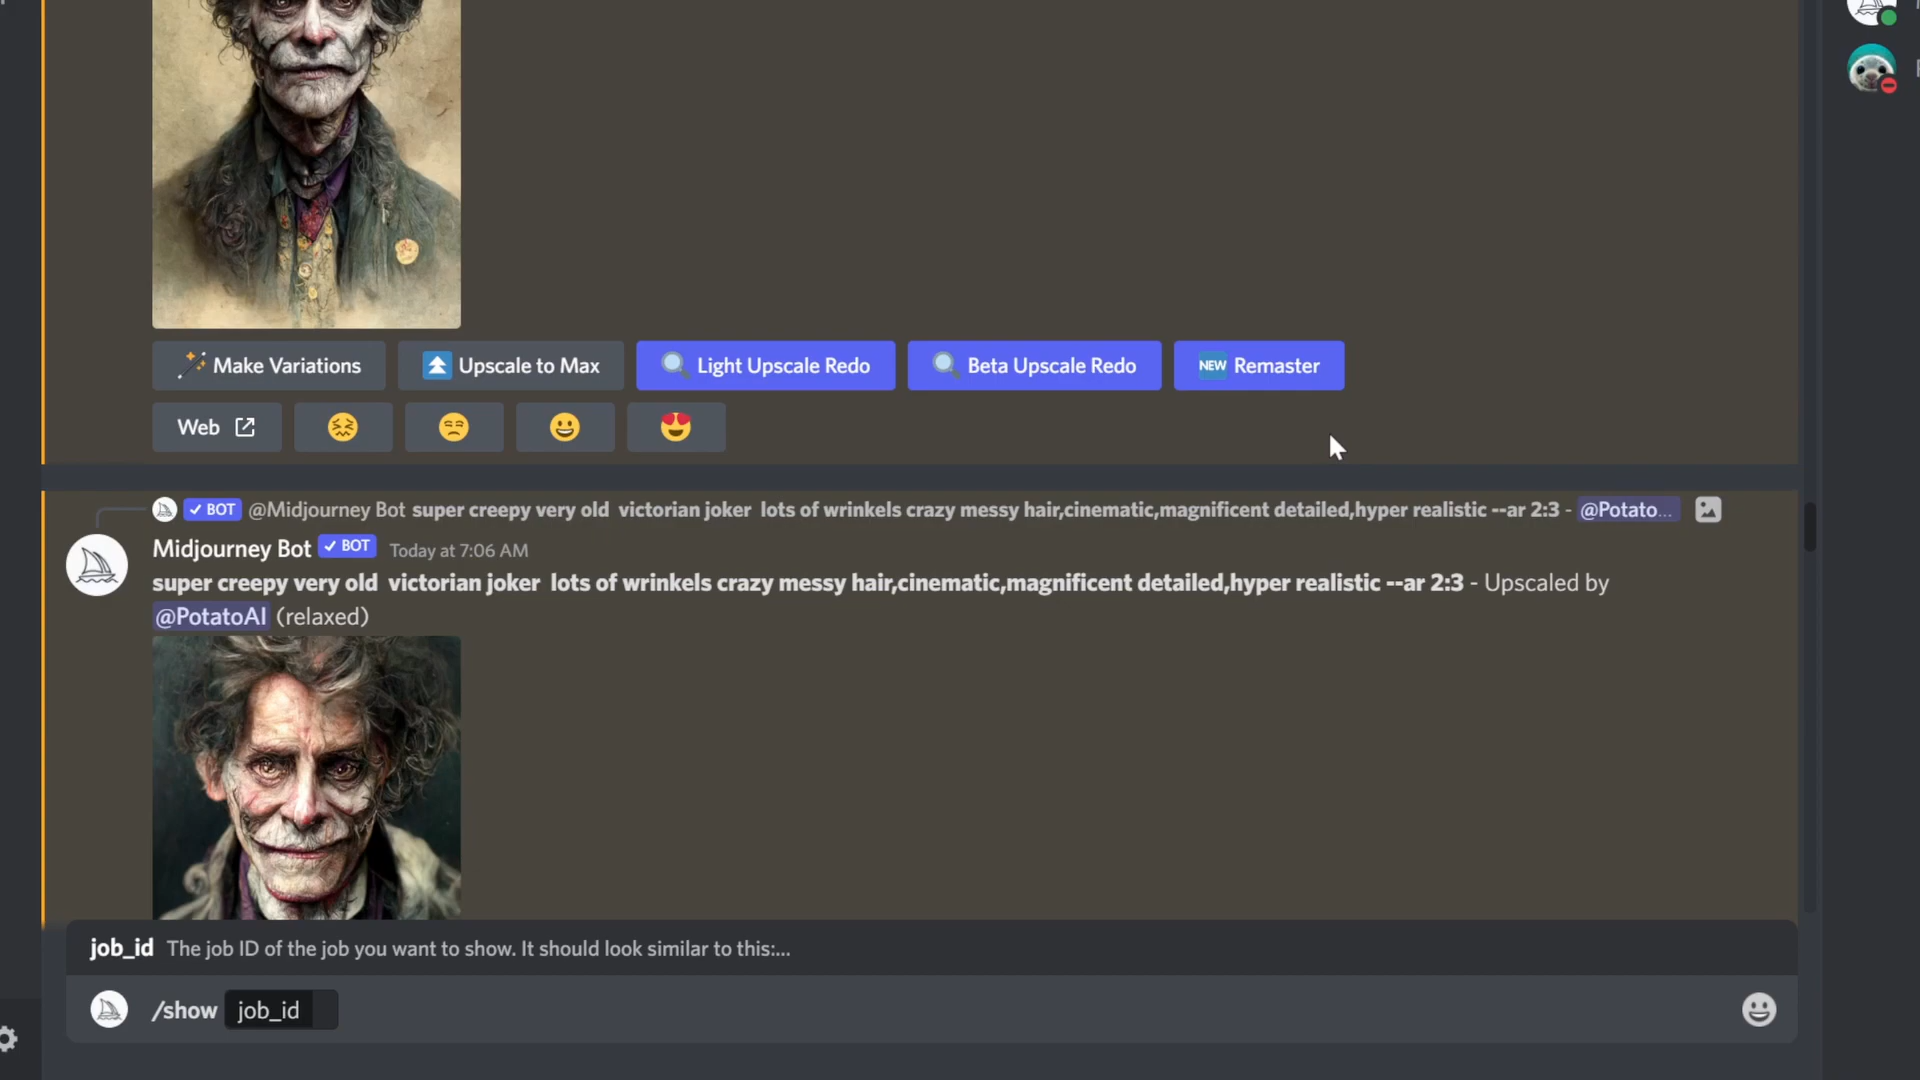 Make Variations Upscale to Max Light Upscale Redo Beta Upscale Redo NEW Remaster
Web
BOT @Midjourney Bot super creepy very old victorian joker lots of wrinkels crazy messy hair,cinematic,magnificent detailed,hyper realistic --ar 2:3 - @Potato...
Midjourney Bot BOT Today at 7:06 AM
super creepy very old victorian joker lots of wrinkels crazy messy hair,cinematic,magnificent detailed,hyper realistic --ar 2:3 - Upscaled by
@PotatoAI (relaxed)
job_id The job ID of the job you want to show. It should look similar to this:...
/show job_id